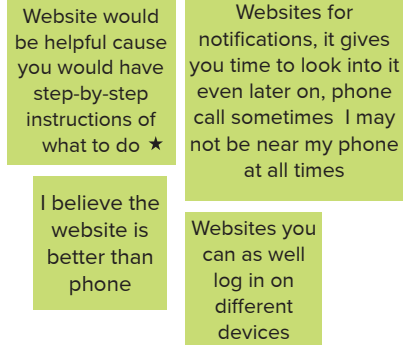 Website would
be helpful cause
you would have
step-by-step
instructions of
what to do ★
Websites for
notifications, it gives
you time to look into it
even later on, phone
call sometimes I may
not be near my phone
at all times
I believe the
website is
better than
phone
Websites you
can as well
log in on
different
devices